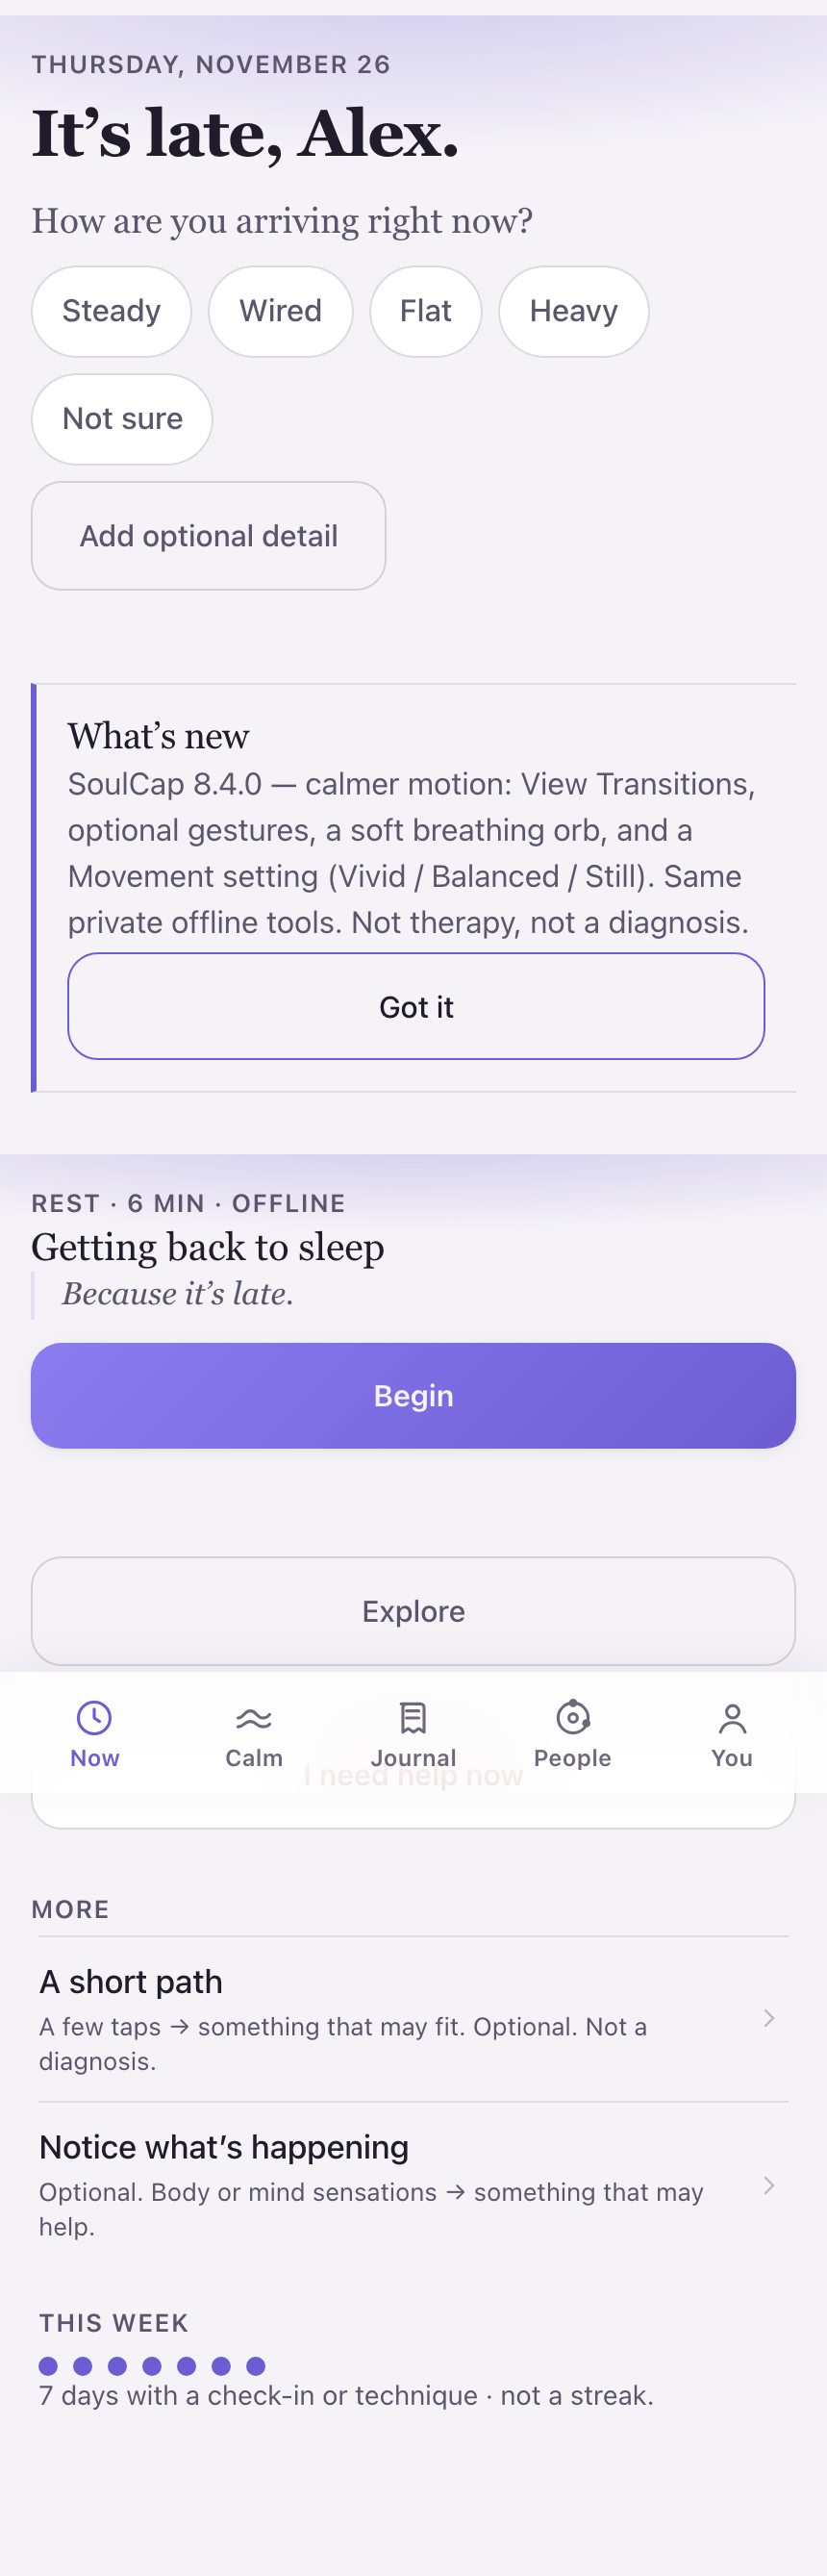 THURSDAY, NOVEMBER 26
It’s late, Alex.
How are you arriving right now?
Steady
Wired
Flat
Heavy
Not sure
Add optional detail
What’s new
SoulCap 8.4.0 — calmer motion: View Transitions,
optional gestures, a soft breathing orb, and a
Movement setting (Vivid / Balanced / Still). Same
private offline tools. Not therapy, not a diagnosis.
Got it
REST · 6 MIN · OFFLINE
Getting back to sleep
Because it’s late.
Begin
Explore
Now
Calm
Journal
People
You
I need help now
MORE
A short path
A few taps → something that may fit. Optional. Not a
diagnosis.
Notice what’s happening
Optional. Body or mind sensations → something that may
help.
THIS WEEK
7 days with a check-in or technique · not a streak.